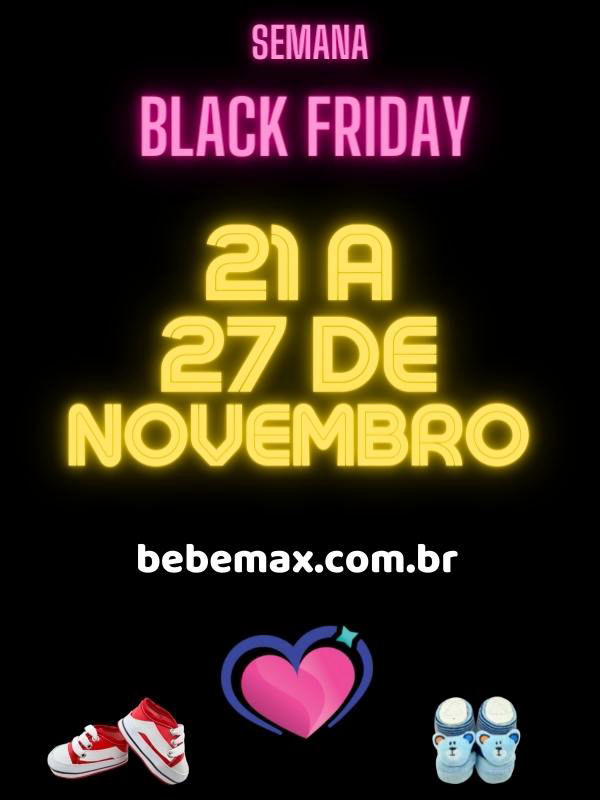 SEMANA
BLACK FRIDAY
21 A
27 DE
NOVEMBRO
bebemax.com.br